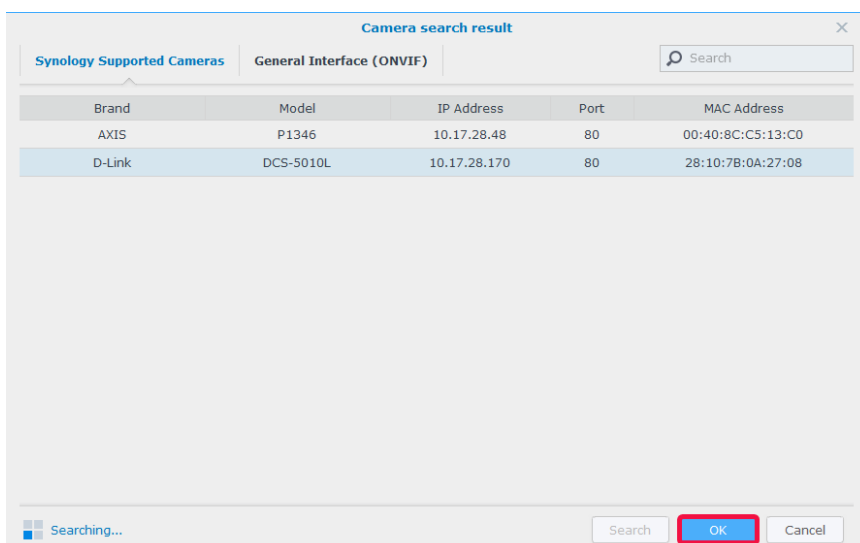 Camera search result
Synology Supported Cameras General Interface (ONVIF) Search
Brand Model IP Address Port MAC Address
AXIS P1346 10.17.28.48 80 00:40:8C:C5:13:C0
D-Link DCS-5010L 10.17.28.170 80 28:10:7B:0A:27:08
Searching... Search OK Cancel